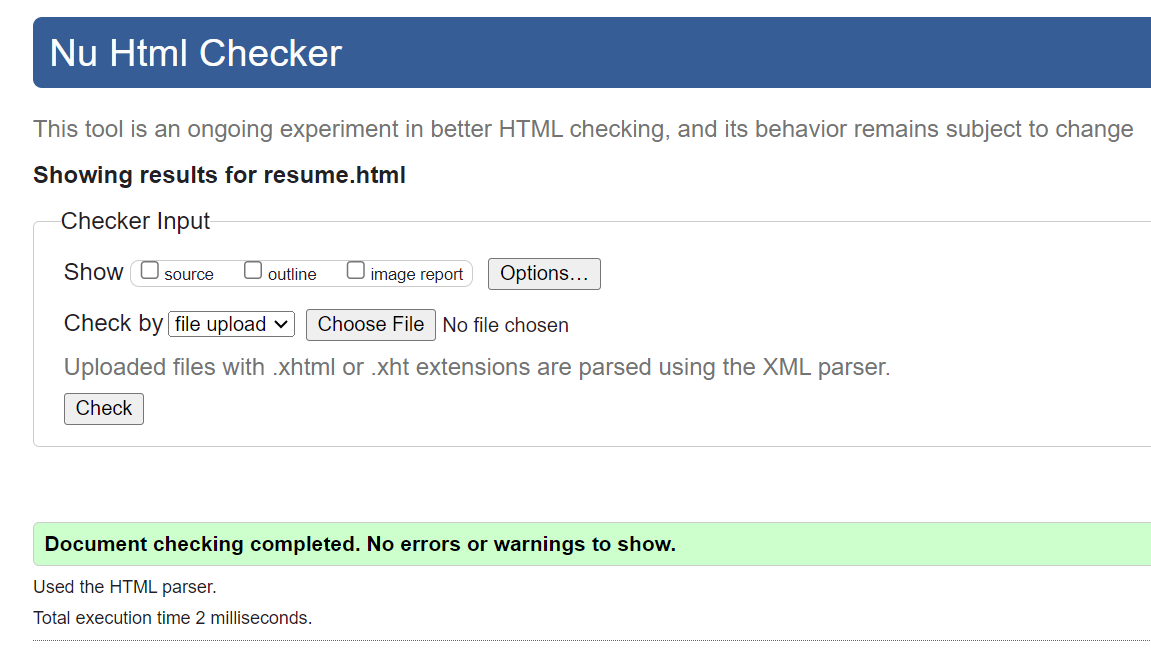 Nu Html Checker
This tool is an ongoing experiment in better HTML checking, and its behavior remains subject to change
Showing results for resume.html
Checker Input
Show source outline image report Options...
Check by file upload Choose File No file chosen
Uploaded files with .xhtml or .xht extensions are parsed using the XML parser.
Check
Document checking completed. No errors or warnings to show.
Used the HTML parser.
Total execution time 2 milliseconds.